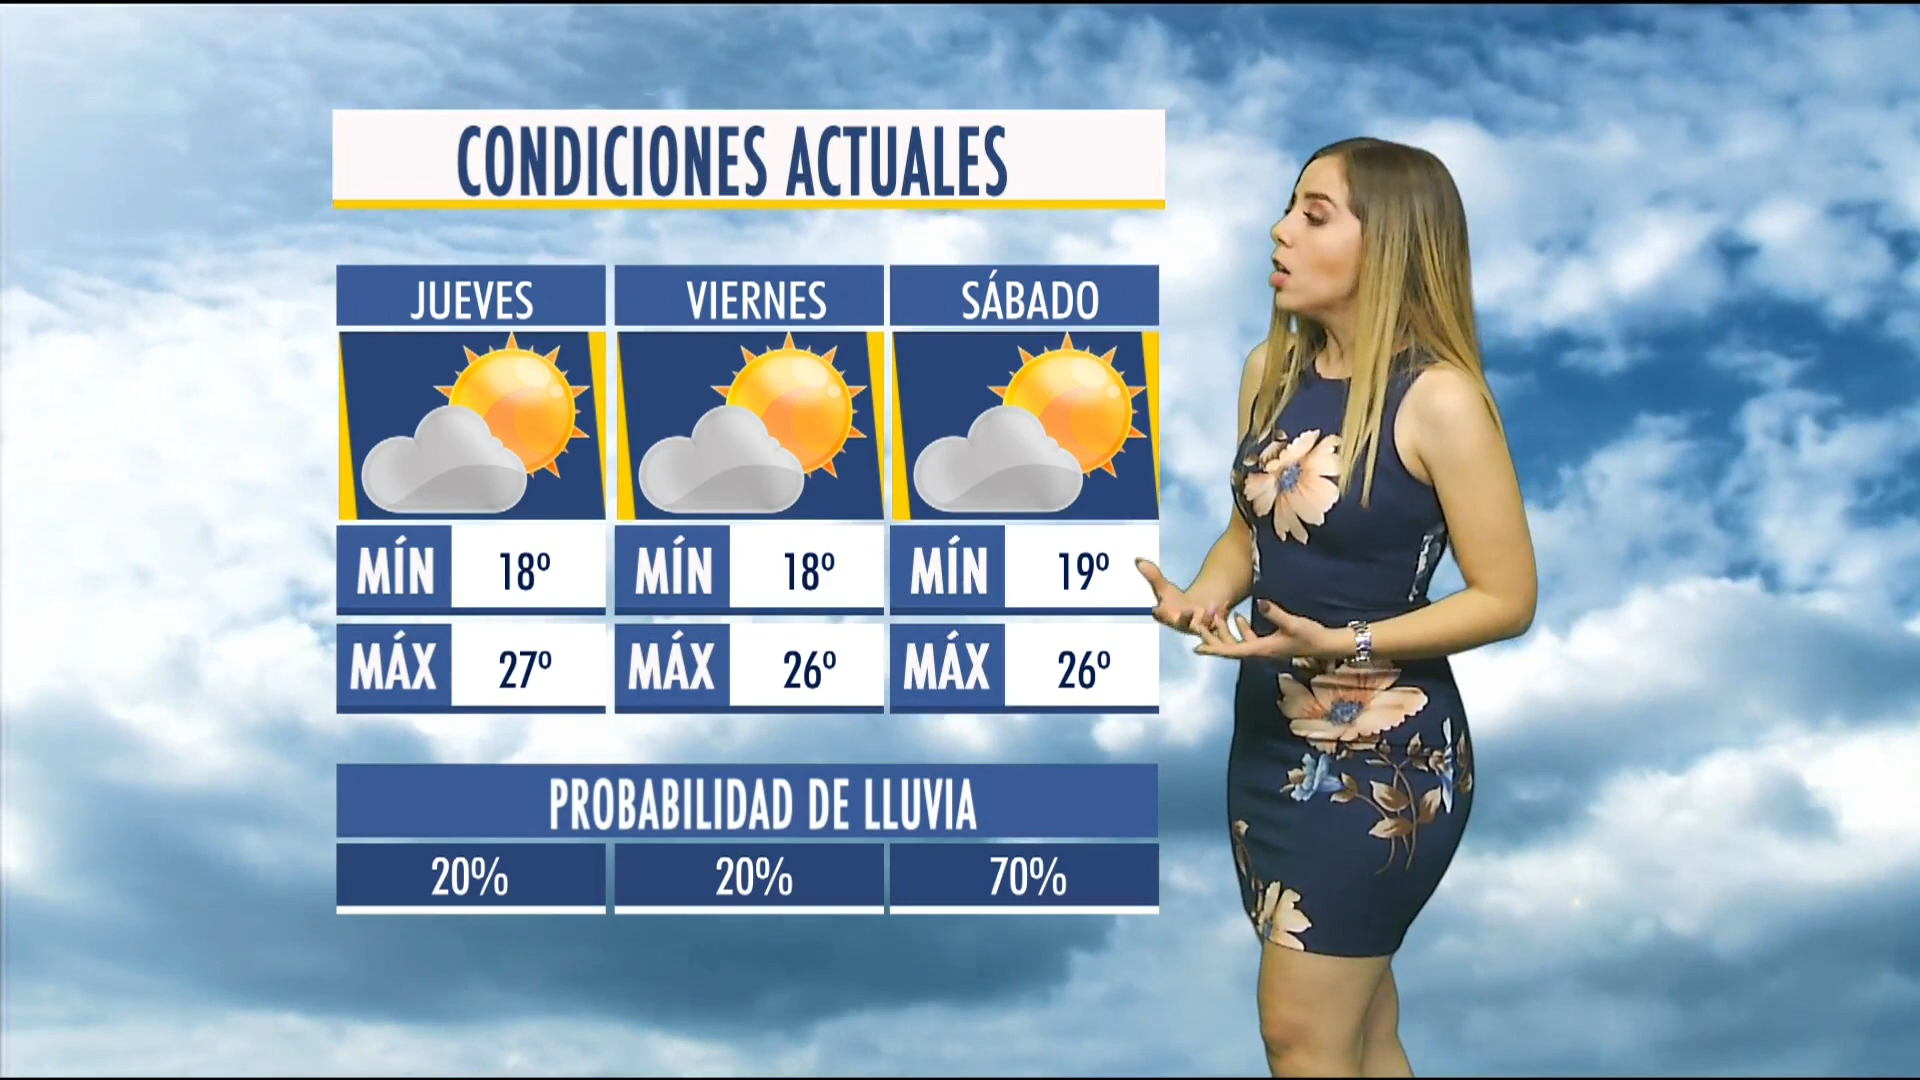 CONDICIONES ACTUALES
JUEVES VIERNES SÁBADO
MÍN 18º MÍN 18º MÍN 19º
MÁX 27º MÁX 26º MÁX 26º
PROBABILIDAD DE LLUVIA
20% 20% 70%